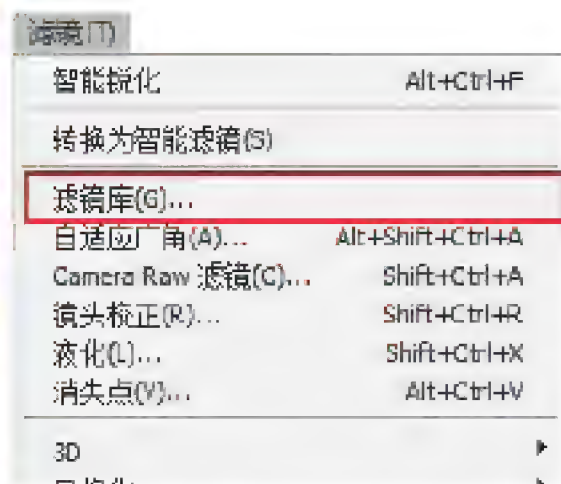 滤镜(T)
智能锐化 Alt+Ctrl+F
转换为智能滤镜(S)
滤镜库(G)...
自适应广角(A)... Alt+Shift+Ctrl+A
Camera Raw 滤镜(C)... Shift+Ctrl+A
镜头校正(R)... Shift+Ctrl+R
液化(L)... Shift+Ctrl+X
消失点(V)... Alt+Ctrl+V
3D